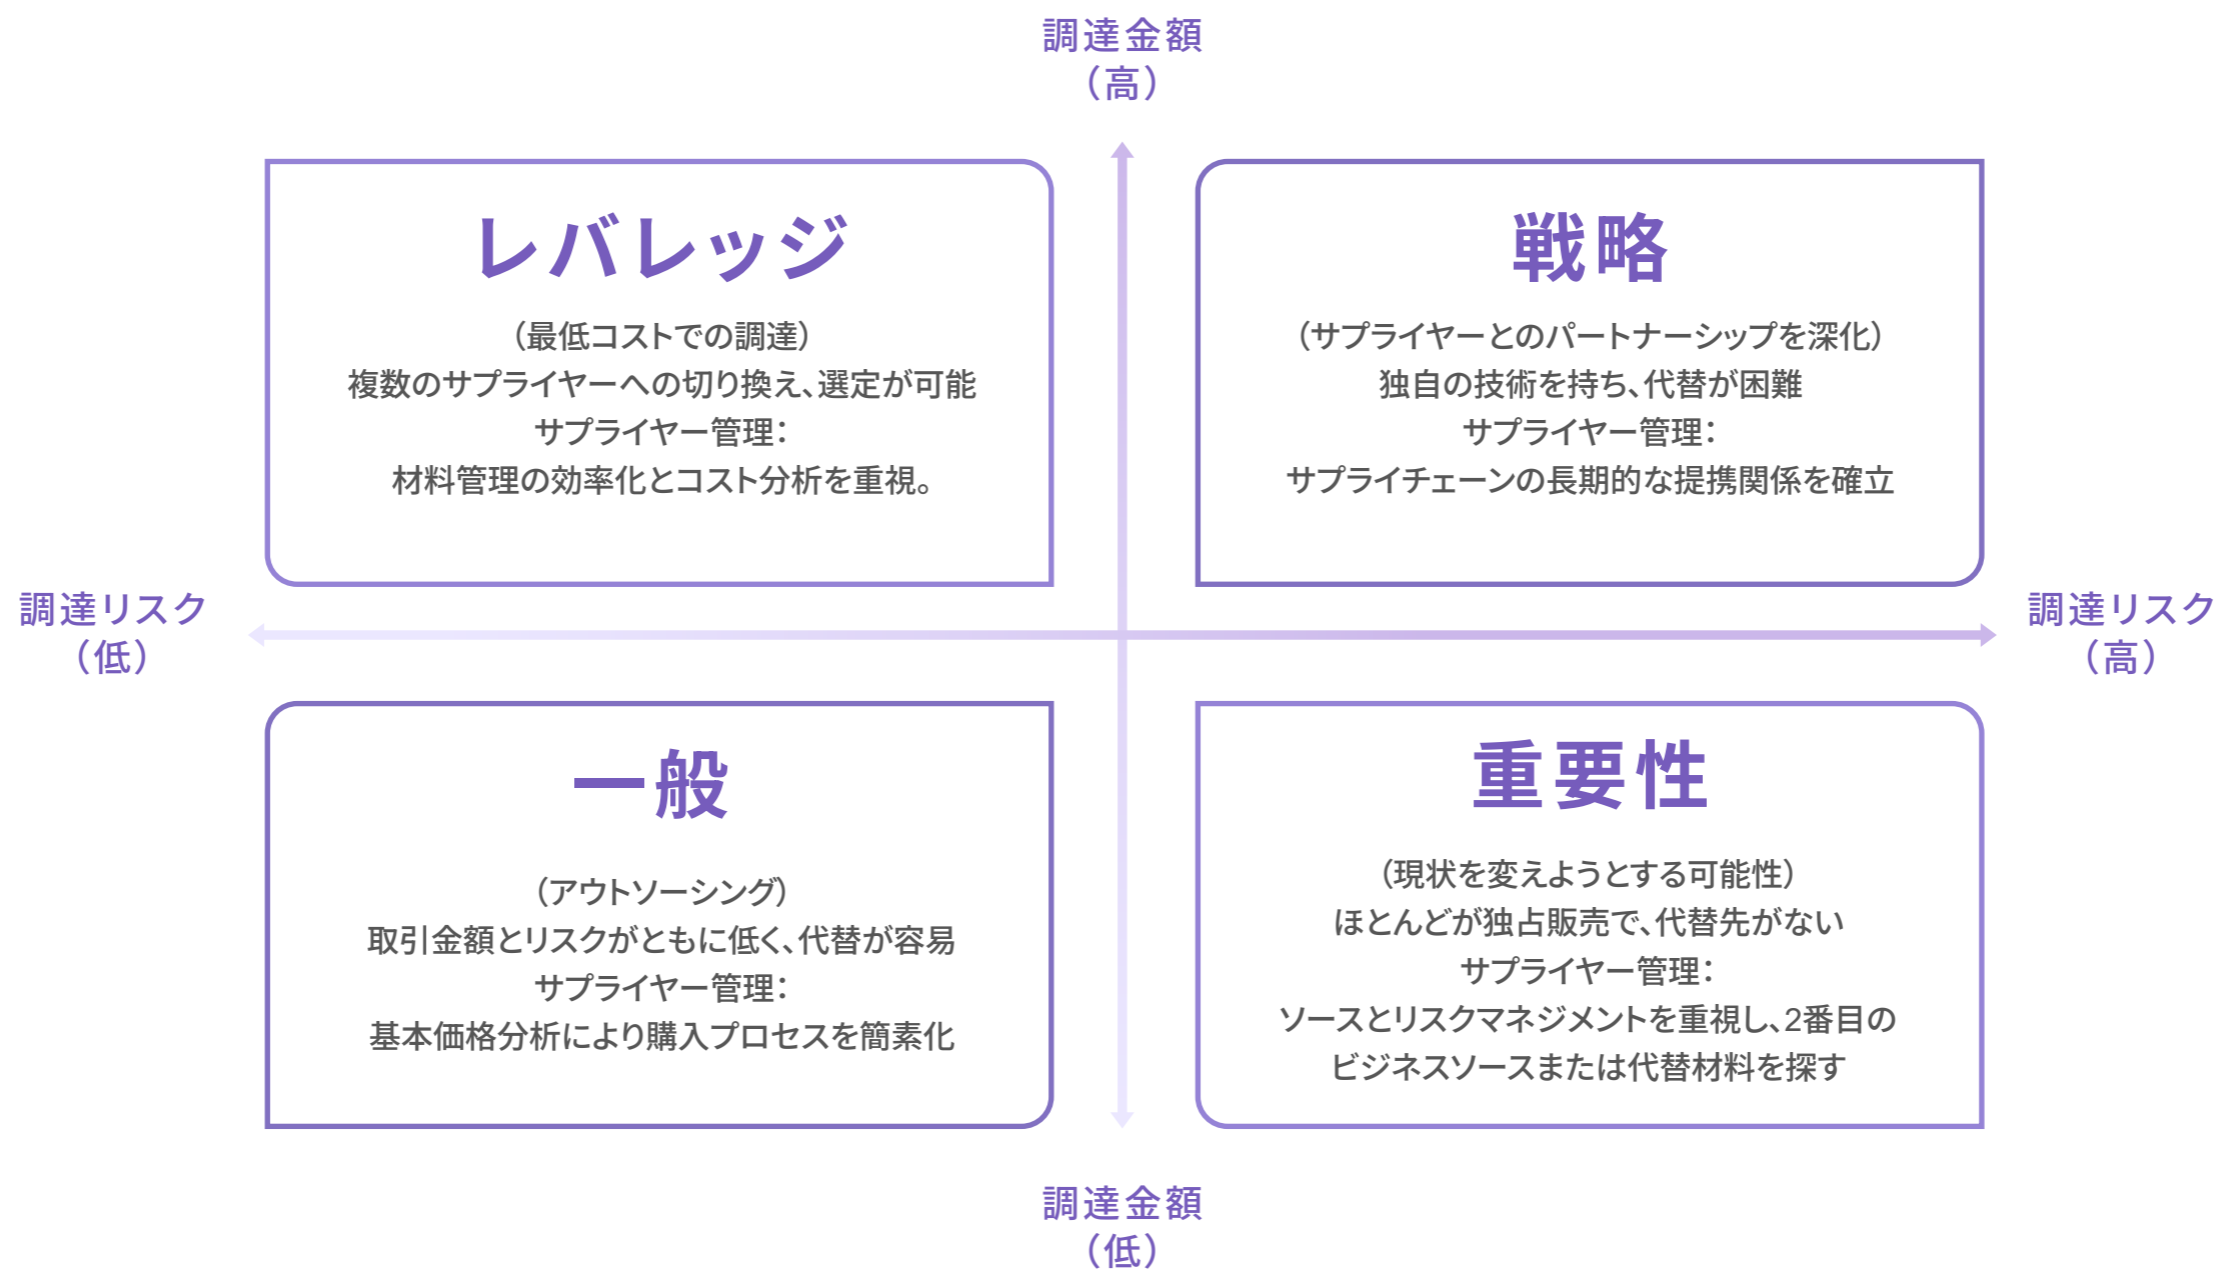 調達金額
（高）
レバレッジ
（最低コストでの調達）
複数のサプライヤーへの切り換え、選定が可能
サプライヤー管理：
材料管理の効率化とコスト分析を重視。
戦略
（サプライヤーとのパートナーシップを深化）
独自の技術を持ち、代替が困難
サプライヤー管理：
サプライチェーンの長期的な提携関係を確立
調達リスク
（低）
調達リスク
（高）
一般
（アウトソーシング）
取引金額とリスクがともに低く、代替が容易
サプライヤー管理：
基本価格分析により購入プロセスを簡素化
重要性
（現状を変えようとする可能性）
ほとんどが独占販売で、代替先がない
サプライヤー管理：
ソースとリスクマネジメントを重視し、2番目の
ビジネスソースまたは代替材料を探す
調達金額
（低）